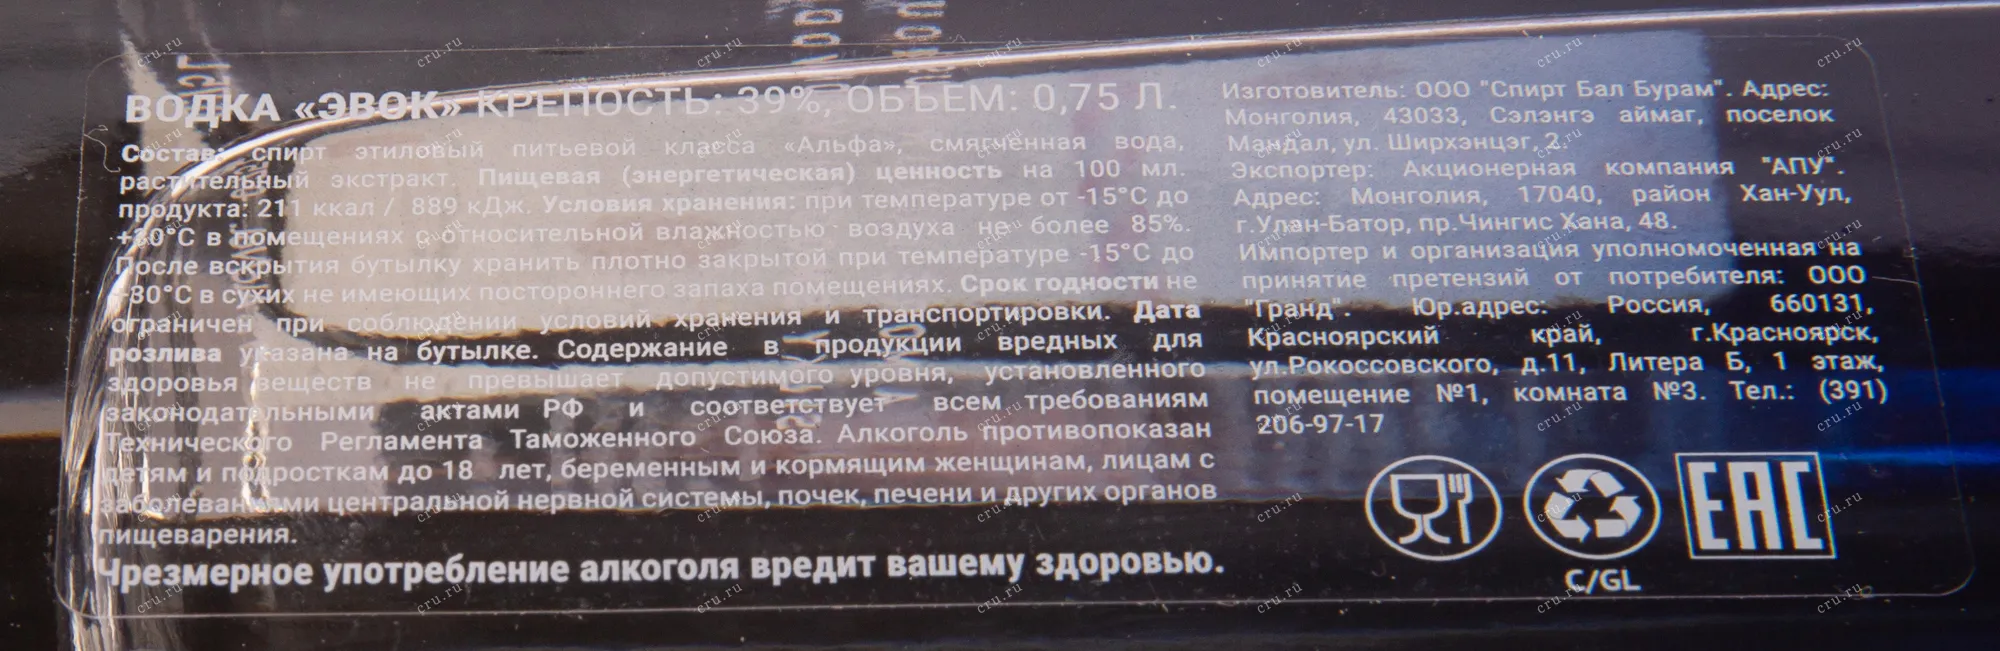 ВОДКА «ЭВОК» КРЕПОСТЬ: 39%, ОБЪЕМ: 0,75 Л.
Состав: спирт этиловый питьевой класса «Альфа», смягчённая вода,
растительный экстракт. Пищевая (энергетическая) ценность на 100 мл.
продукта: 211 ккал / 889 кДж. Условия хранения: при температуре от -15°С до
+30°С в помещениях с относительной влажностью воздуха не более 85%.
После вскрытия бутылку хранить плотно закрытой при температуре -15°С до
+30°С в сухих не имеющих постороннего запаха помещениях. Срок годности не
ограничен при соблюдении условий хранения и транспортировки. Дата
розлива указана на бутылке. Содержание в продукции вредных для
здоровья веществ не превышает допустимого уровня, установленного
законодательными актами РФ и соответствует всем требованиям
Технического Регламента Таможенного Союза. Алкоголь противопоказан
детям и подросткам до 18 лет, беременным и кормящим женщинам, лицам с
заболеваниями центральной нервной системы, почек, печени и других органов
пищеварения.
Чрезмерное употребление алкоголя вредит вашему здоровью.
Изготовитель: ООО "Спирт Бал Бурам". Адрес:
Монголия, 43033, Сэлэнгэ аймаг, поселок
Мандал, ул. Ширхэнцэг, 2.
Экспортер: Акционерная компания "АПУ".
Адрес: Монголия, 17040, район Хан-Уул,
г.Улан-Батор, пр.Чингис Хана, 48.
Импортер и организация уполномоченная на
принятие претензий от потребителя: ООО
"Гранд". Юр.адрес: Россия, 660131,
Красноярский край, г.Красноярск,
ул.Рокоссовского, д.11, Литера Б, 1 этаж,
помещение №1, комната №3. Тел.: (391)
206-97-17
EAC
C/GL
cru.ru